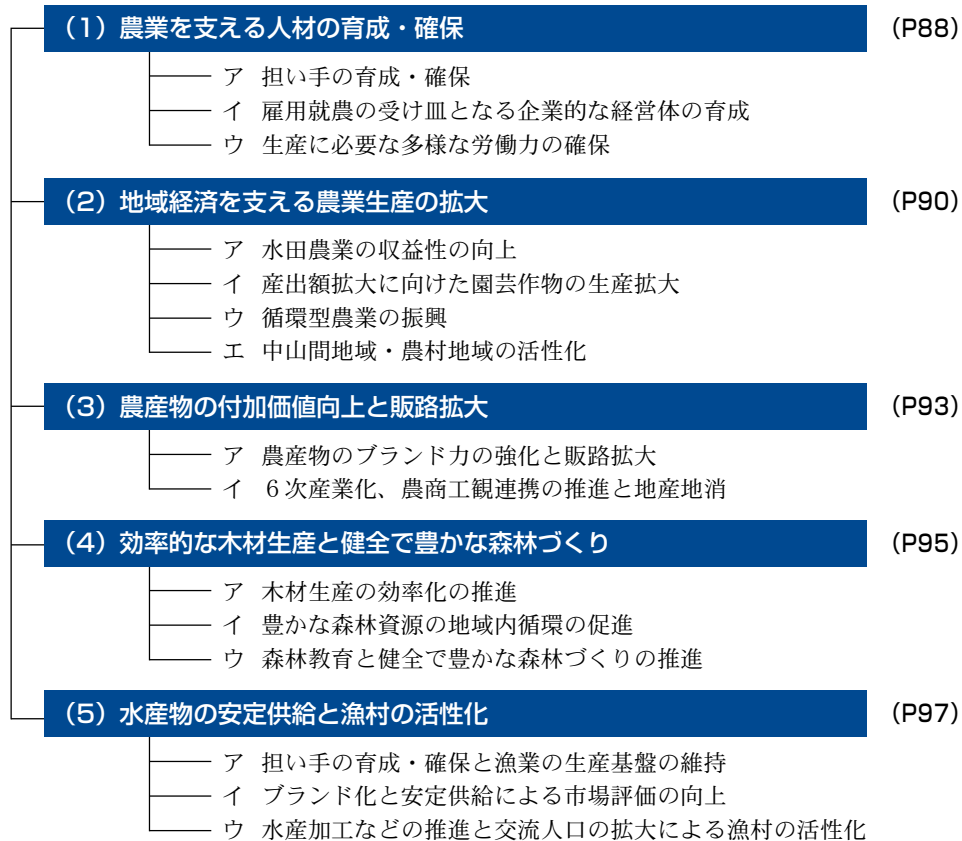 （1）農業を支える人材の育成・確保 （P88）
ア 担い手の育成・確保
イ 雇用就農の受け皿となる企業的な経営体の育成
ウ 生産に必要な多様な労働力の確保
（2）地域経済を支える農業生産の拡大 （P90）
ア 水田農業の収益性の向上
イ 産出額拡大に向けた園芸作物の生産拡大
ウ 循環型農業の振興
エ 中山間地域・農村地域の活性化
（3）農産物の付加価値向上と販路拡大 （P93）
ア 農産物のブランド力の強化と販路拡大
イ ６次産業化、農商工観連携の推進と地産地消
（4）効率的な木材生産と健全で豊かな森林づくり （P95）
ア 木材生産の効率化の推進
イ 豊かな森林資源の地域内循環の促進
ウ 森林教育と健全で豊かな森林づくりの推進
（5）水産物の安定供給と漁村の活性化 （P97）
ア 担い手の育成・確保と漁業の生産基盤の維持
イ ブランド化と安定供給による市場評価の向上
ウ 水産加工などの推進と交流人口の拡大による漁村の活性化